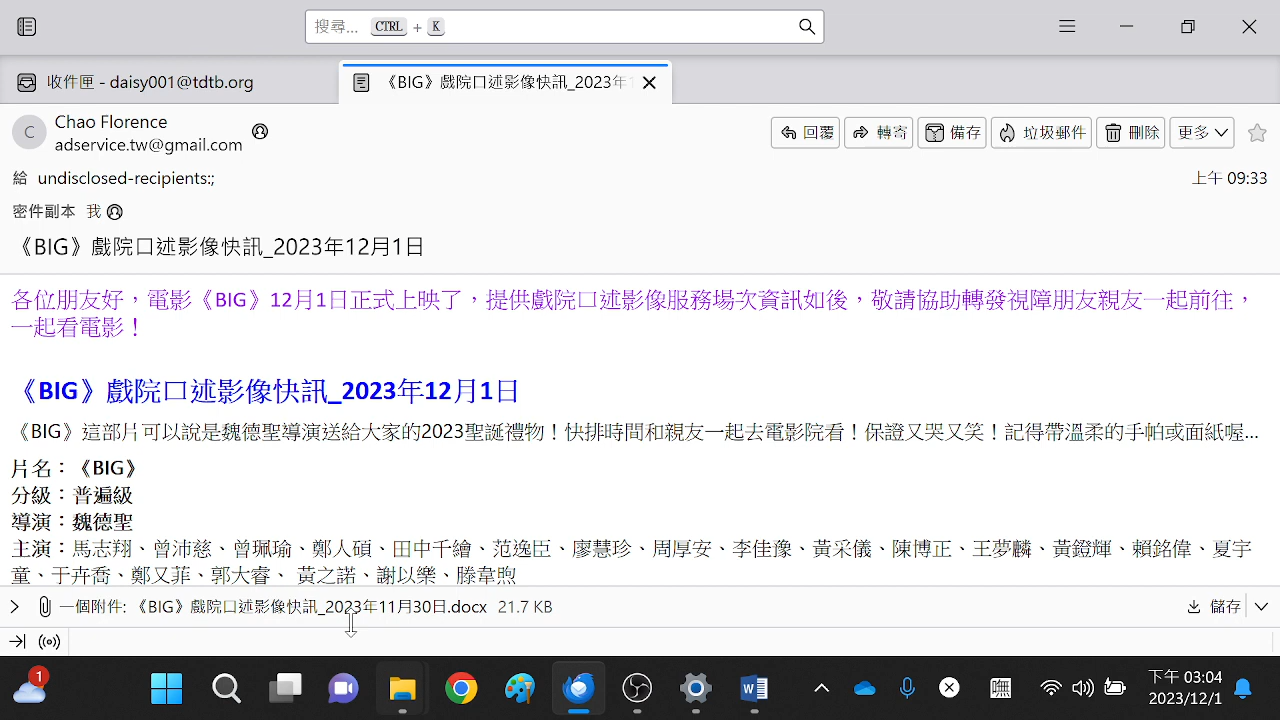 搜尋... CTRL + K
收件匣 - daisy001@tdtb.org
《BIG》戲院口述影像快訊_2023年1
C
Chao Florence
adservice.tw@gmail.com
回覆 轉寄 備存 垃圾郵件 刪除 更多
給 undisclosed-recipients:;
上午 09:33
密件副本 我
《BIG》戲院口述影像快訊_2023年12月1日
各位朋友好，電影《BIG》12月1日正式上映了，提供戲院口述影像服務場次資訊如後，敬請協助轉發視障朋友親友一起前往，
一起看電影！
《BIG》戲院口述影像快訊_2023年12月1日
《BIG》這部片可以說是魏德聖導演送給大家的2023聖誕禮物！快排時間和親友一起去電影院看！保證又哭又笑！記得帶溫柔的手帕或面紙喔...
片名：《BIG》
分級：普遍級
導演：魏德聖
主演：馬志翔、曾沛慈、曾珮瑜、鄭人碩、田中千繪、范逸臣、廖慧珍、周厚安、李佳豫、黃采儀、陳博正、王夢麟、黃鐙輝、賴銘偉、夏宇
童、于卉喬、鄭又菲、郭大睿、 黃之諾、謝以樂、滕韋煦
一個附件: 《BIG》戲院口述影像快訊_2023年11月30日.docx 21.7 KB
儲存
1
嘸
下午 03:04
2023/12/1